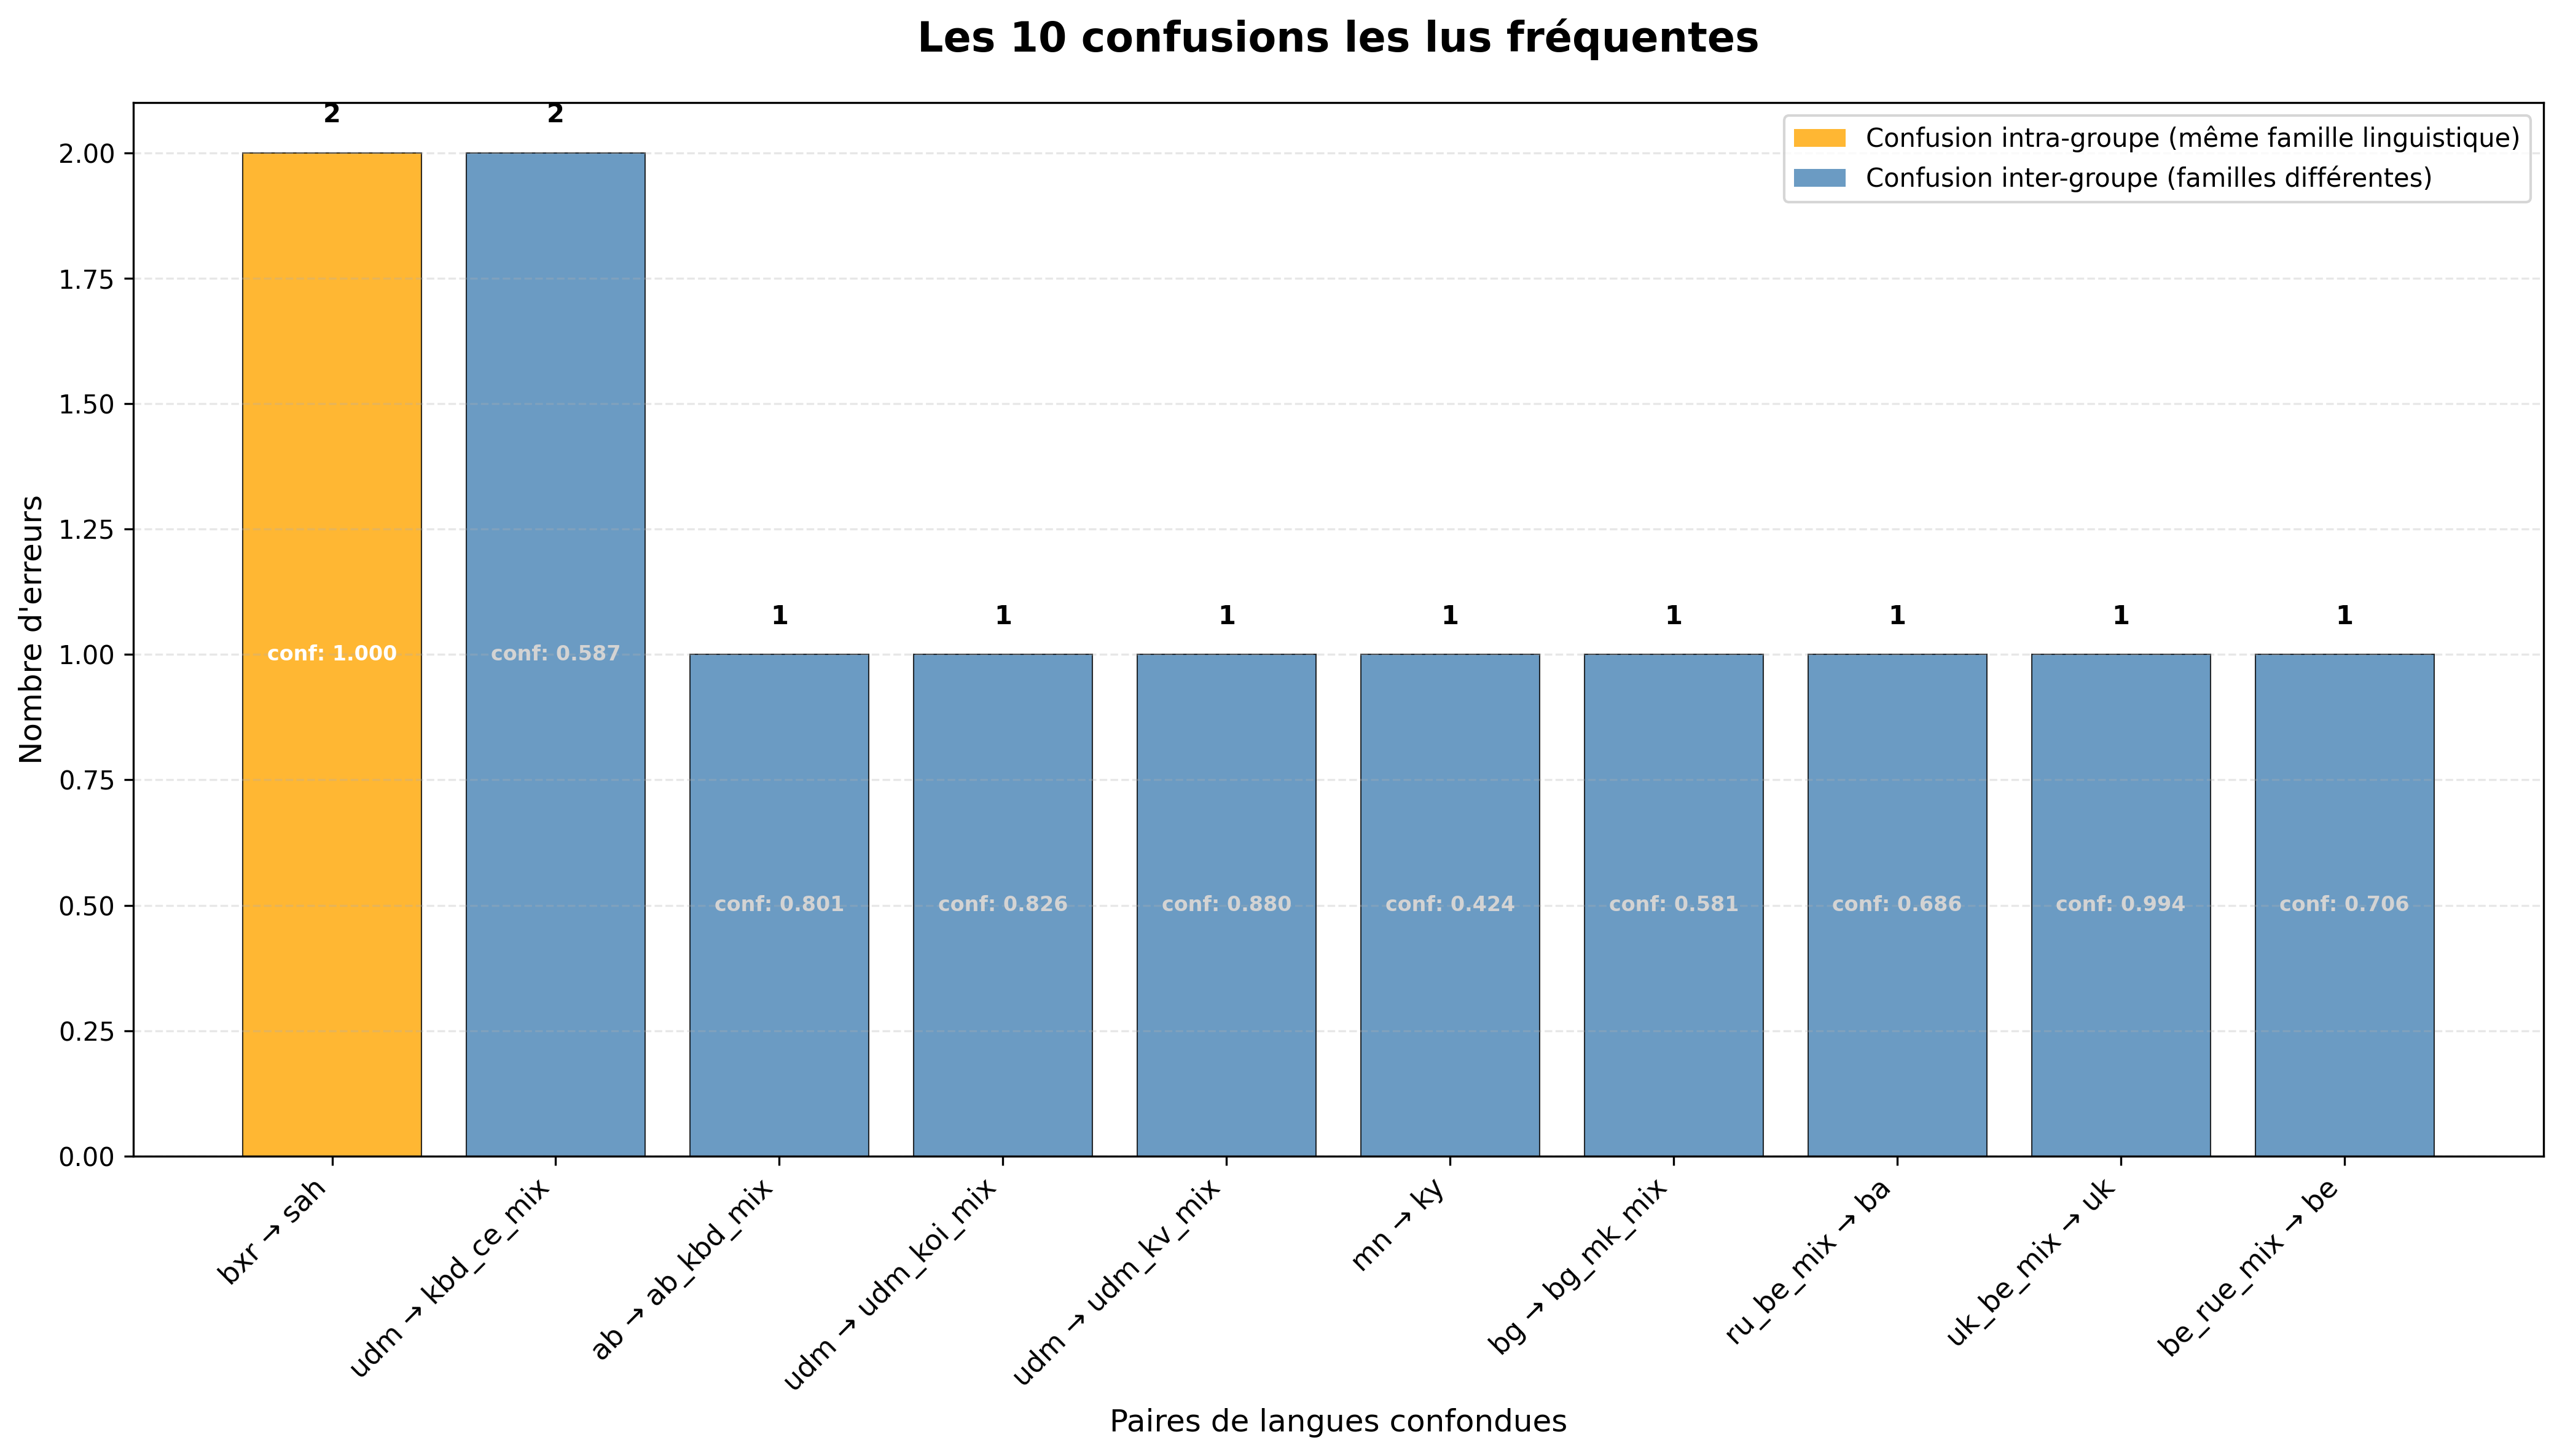 Les 10 confusions les lus fréquentes
Confusion intra-groupe (même famille linguistique)
Confusion inter-groupe (familles différentes)
Nombre d'erreurs
2.00
1.75
1.50
1.25
1.00
0.75
0.50
0.25
0.00
2
2
1
1
1
1
1
1
1
1
conf: 1.000
conf: 0.587
conf: 0.801
conf: 0.826
conf: 0.880
conf: 0.424
conf: 0.581
conf: 0.686
conf: 0.994
conf: 0.706
bxr → sah
udm → kbd_ce_mix
ab → ab_kbd_mix
udm → udm_koi_mix
udm → udm_kv_mix
mn → ky
bg → bg_mk_mix
ru_be_mix → ba
uk_be_mix → uk
be_rue_mix → be
Paires de langues confondues